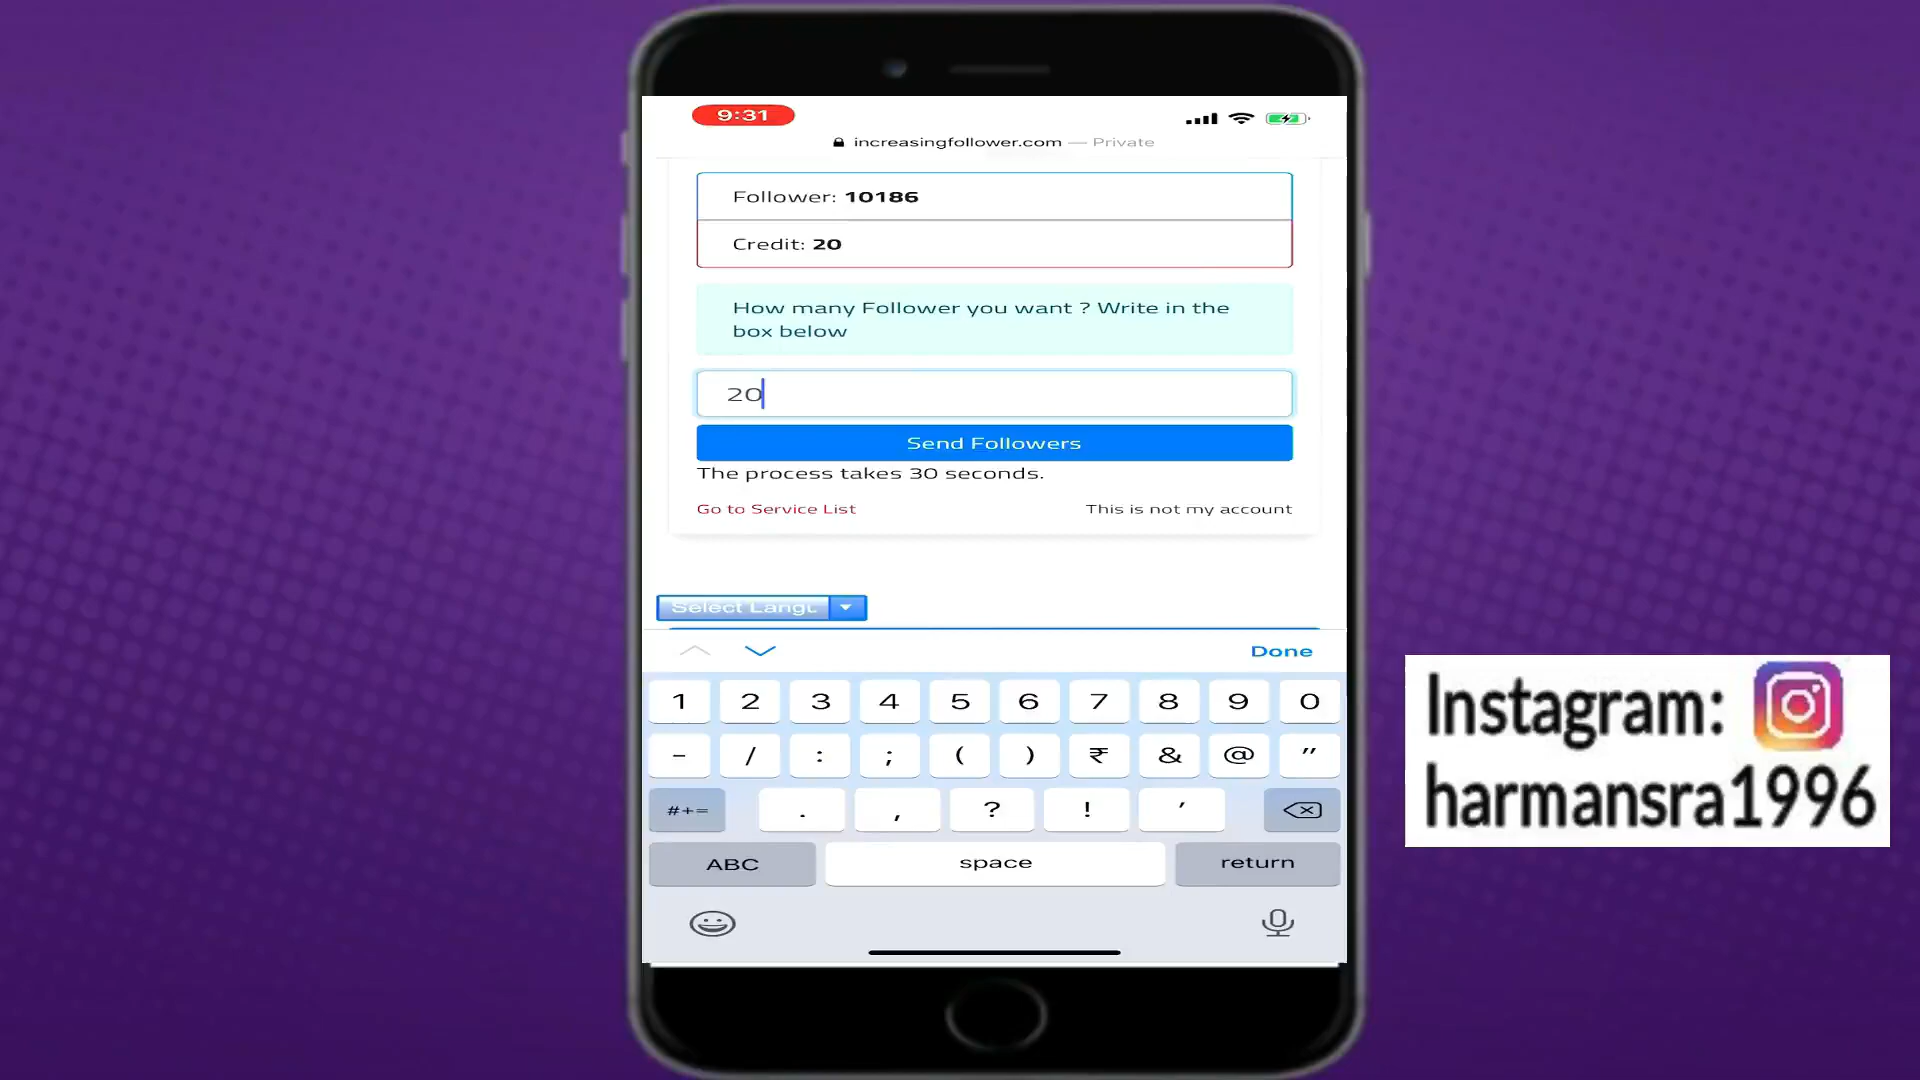 9:31
increasingfollower.com — Private
Follower: 10186
Credit: 20
How many Follower you want ? Write in the
box below
20
Send Followers
The process takes 30 seconds.
Go to Service List
This is not my account
Select Langu
Done
1 2 3 4 5 6 7 8 9 0
- / : ; ( ) ₹ & @ "
#+= . , ? ! '
ABC space return
Instagram:
harmansra1996